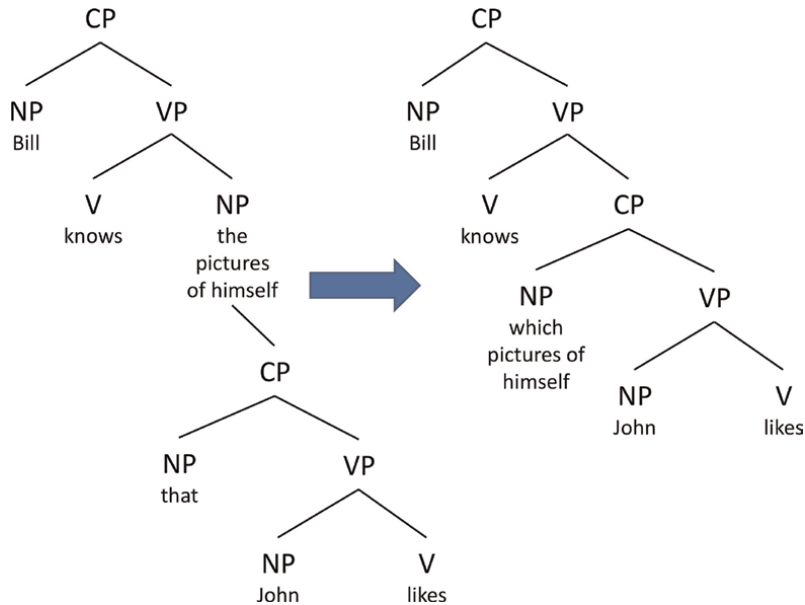 CP
NP
VP
Bill
V
NP
knows
the
pictures
of himself
CP
NP
VP
that
NP
V
John
likes
CP
NP
VP
Bill
V
CP
knows
NP
VP
which
pictures of
himself
NP
V
John
likes